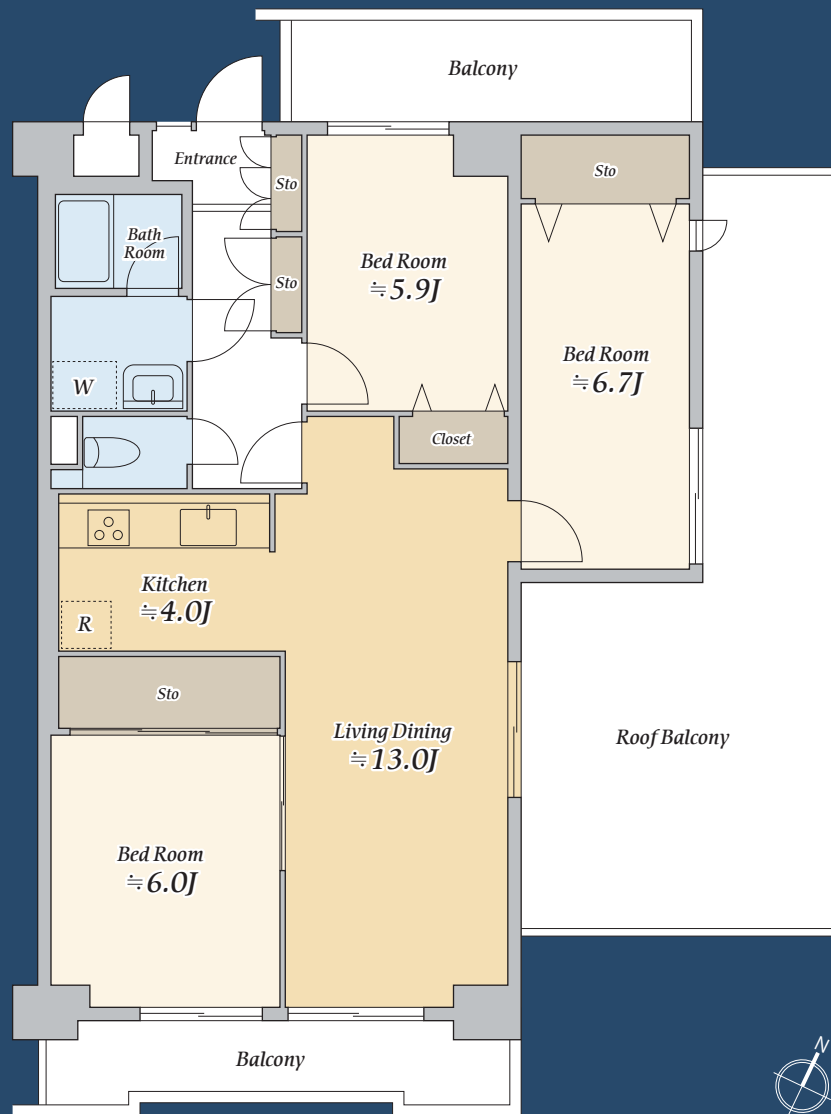 Balcony
Entrance
Sto
Sto
Bath
Room
Sto
Bed Room
≒5.9J
Bed Room
≒6.7J
W
Closet
Kitchen
≒4.0J
R
Sto
Living Dining
≒13.0J
Roof Balcony
Bed Room
≒6.0J
Balcony
N